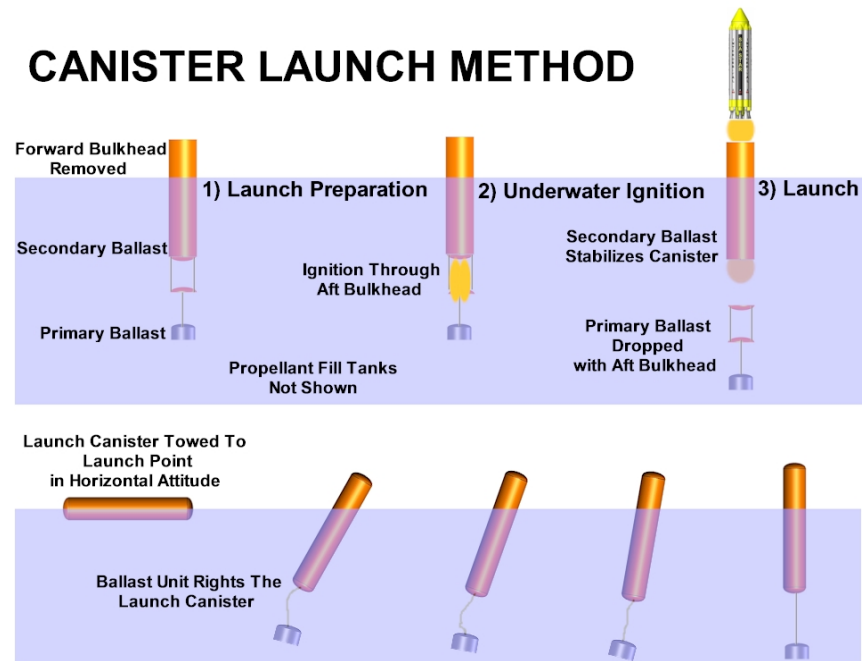 CANISTER LAUNCH METHOD
Forward Bulkhead
Removed
1) Launch Preparation
2) Underwater Ignition
3) Launch
Secondary Ballast
Ignition Through
Aft Bulkhead
Secondary Ballast
Stabilizes Canister
Primary Ballast
Primary Ballast
Dropped
with Aft Bulkhead
Propellant Fill Tanks
Not Shown
Launch Canister Towed To
Launch Point
in Horizontal Attitude
Ballast Unit Rights The
Launch Canister